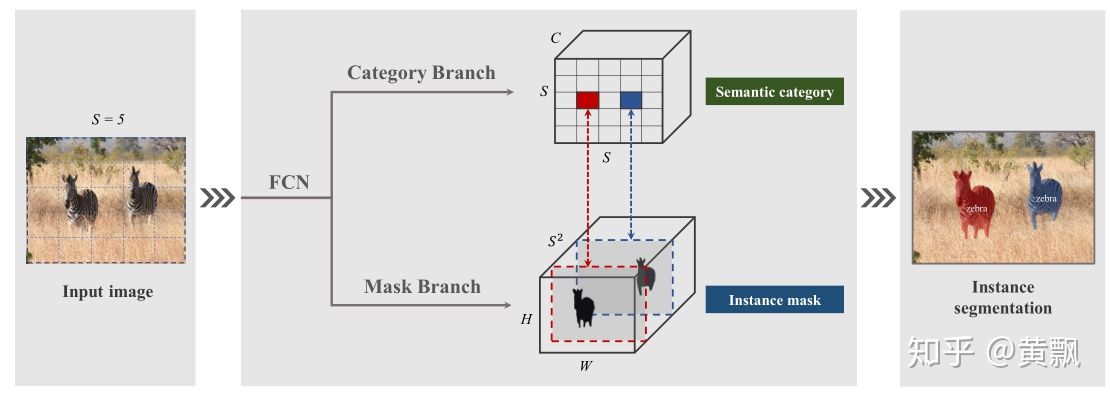 S = 5
Input image
FCN
Category Branch
Mask Branch
C
S
S
Semantic category
S²
H
W
Instance mask
zebra
zebra
Instance
segmentation
知乎 @黄飘